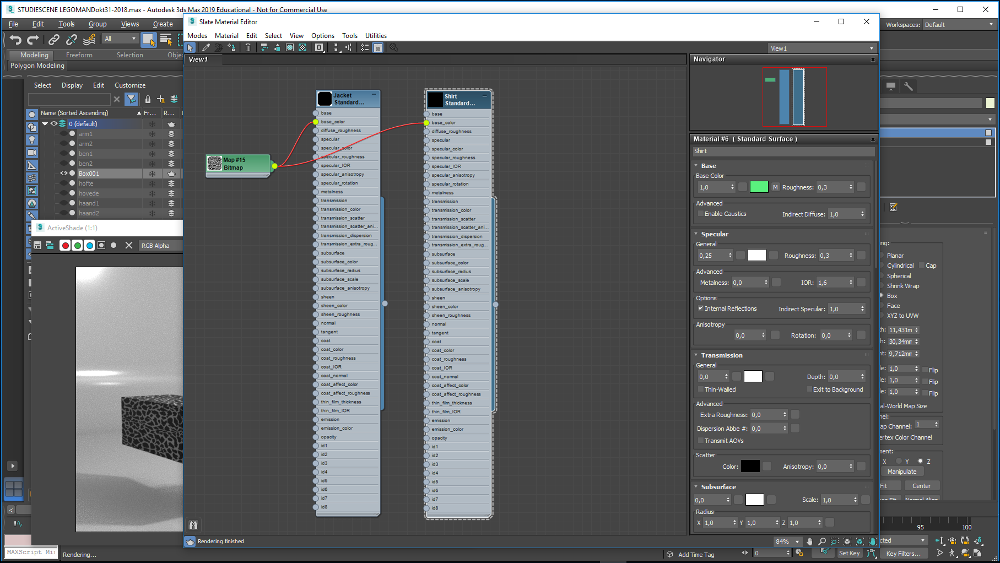 STUDIESCENE LEGOMANDokt31-2018.max - Autodesk 3ds Max 2019 Educational - Not for Commercial Use
File Edit Tools Group Views Create
Workspaces: Default
All
Modeling Freeform Selection
Polygon Modeling
Select Display Edit Customize
Name (Sorted Ascending) Fr... R...
0 (default)
arm1
arm2
ben1
ben2
Box001
hofte
hovede
haand1
haand2
ActiveShade (1:1)
RGB Alpha
MAXScript Mi
Rendering...
Slate Material Editor
Modes Material Edit Select View Options Tools Utilities
View1
View1
Map #15
Bitmap
Jacket
Standard...
base
base_color
diffuse_roughness
specular
specular_color
specular_roughness
specular_IOR
specular_anisotropy
specular_rotation
metalness
transmission
transmission_color
transmission_scatter
transmission_scatter_ani...
transmission_dispersion
transmission_extra_roug...
subsurface
subsurface_color
subsurface_radius
subsurface_scale
subsurface_anisotropy
sheen
sheen_color
sheen_roughness
normal
tangent
coat
coat_color
coat_roughness
coat_IOR
coat_normal
coat_affect_color
coat_affect_roughness
thin_film_thickness
thin_film_IOR
emission
emission_color
opacity
id1
id2
id3
id4
id5
id6
id7
id8
Shirt
Standard...
base
base_color
diffuse_roughness
specular
specular_color
specular_roughness
specular_IOR
specular_anisotropy
specular_rotation
metalness
transmission
transmission_color
transmission_scatter
transmission_scatter_ani...
transmission_dispersion
transmission_extra_roug...
subsurface
subsurface_color
subsurface_radius
subsurface_scale
subsurface_anisotropy
sheen
sheen_color
sheen_roughness
normal
tangent
coat
coat_color
coat_roughness
coat_IOR
coat_normal
coat_affect_color
coat_affect_roughness
thin_film_thickness
thin_film_IOR
emission
emission_color
opacity
id1
id2
id3
id4
id5
id6
id7
id8
Rendering finished
84%
Navigator
Material #6 ( Standard Surface )
Shirt
Base
Base Color
1,0 M Roughness: 0,3
Advanced
Enable Caustics Indirect Diffuse: 1,0
Specular
General
0,25 Roughness: 0,3
Advanced
Metalness: 0,0 IOR: 1,6
Options
Internal Reflections Indirect Specular: 1,0
Anisotropy
0,0 Rotation: 0,0
Transmission
General
0,0 Depth: 0,0
Thin-Walled Exit to Background
Advanced
Extra Roughness: 0,0
Dispersion Abbe #: 0,0
Transmit AOVs
Scatter
Color: Anisotropy: 0,0
Subsurface
0,0 Scale: 1,0
Radius
X 1,0 Y 1,0 Z 1,0
Planar
Cylindrical Cap
Spherical
Shrink Wrap
Box
Face
XYZ to UVW
11,431m
30,34mm
9,712mm
1,0 Flip
1,0 Flip
1,0 Flip
al-World Map Size
ap Channel: 1
ertex Color Channel
X Y Z
Manipulate
Fit Center
95 100
Add Time Tag
0
Set Key Key Filters...